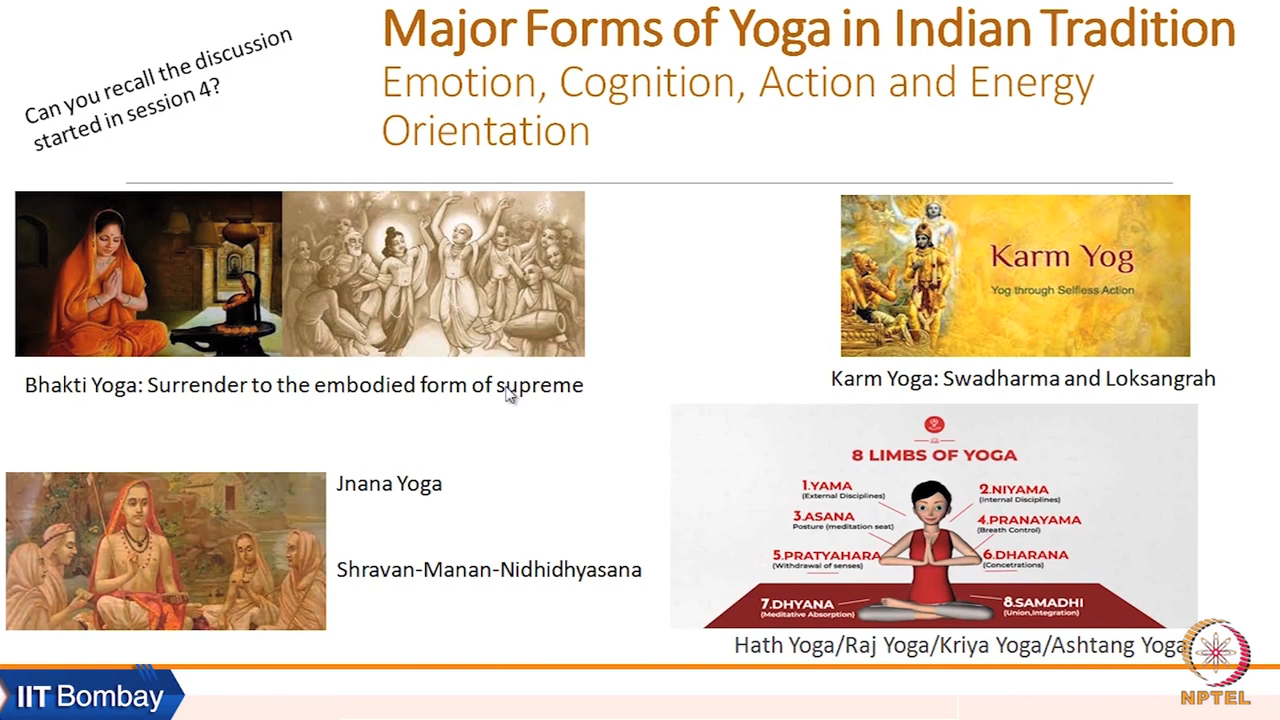 Can you recall the discussion
started in session 4?
Major Forms of Yoga in Indian Tradition
Emotion, Cognition, Action and Energy
Orientation
Karm Yog
Yog through Selfless Action
Bhakti Yoga: Surrender to the embodied form of supreme
Karm Yoga: Swadharma and Loksangrah
Jnana Yoga
Shravan-Manan-Nidhidhyasana
8 LIMBS OF YOGA
1.YAMA
(External Disciplines)
2.NIYAMA
(Internal Disciplines)
3.ASANA
Posture (meditation seat)
4.PRANAYAMA
(Breath Control)
5.PRATYAHARA
(Withdrawal of senses)
6.DHARANA
(Concetrations)
7.DHYANA
(Meditative Absorption)
8.SAMADHI
(Union,Integration)
Hath Yoga/Raj Yoga/Kriya Yoga/Ashtang Yoga
IIT Bombay
NPTEL